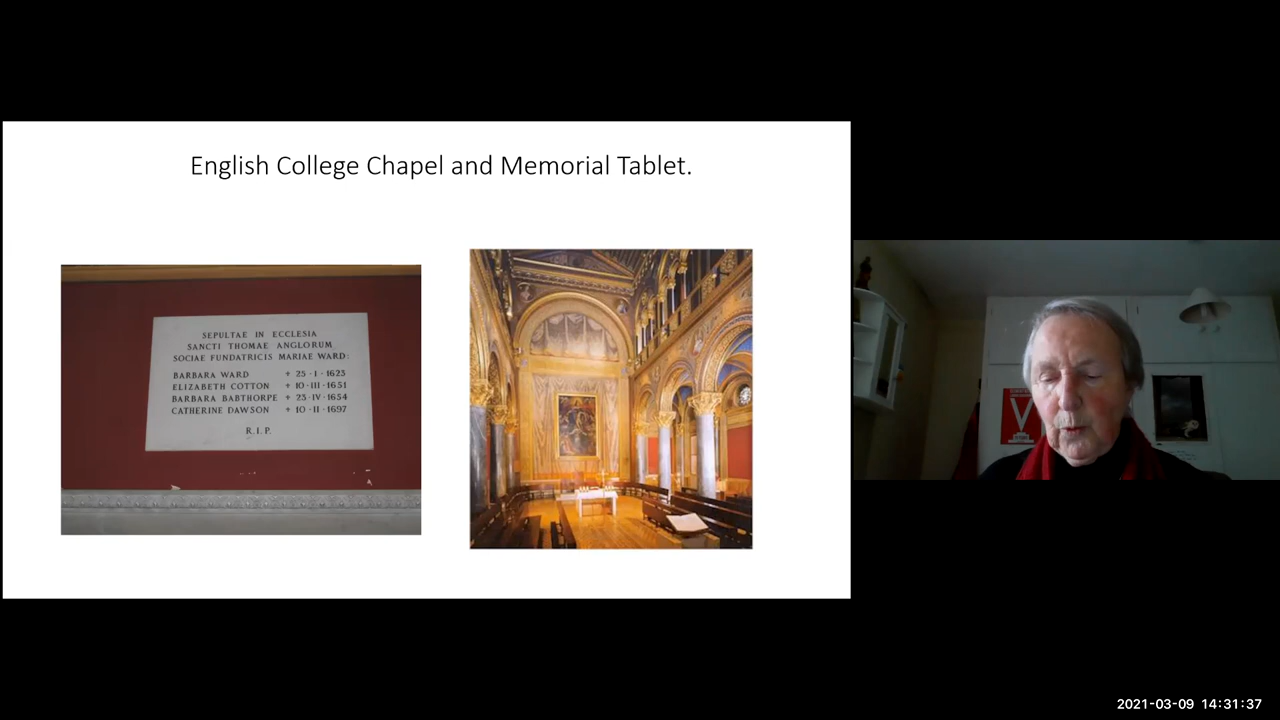 English College Chapel and Memorial Tablet.
SEPULTAE IN ECCLESIA
SANCTI THOMAE ANGLORUM
SOCIAE FUNDATRICIS MARIAE WARD:
BARBARA WARD + 25 · I · 1623
ELIZABETH COTTON + 10 · III · 1651
BARBARA BABTHORPE + 23 · IV · 1654
CATHERINE DAWSON + 10 · II · 1697
R. I. P.
2021-03-09 14:31:37